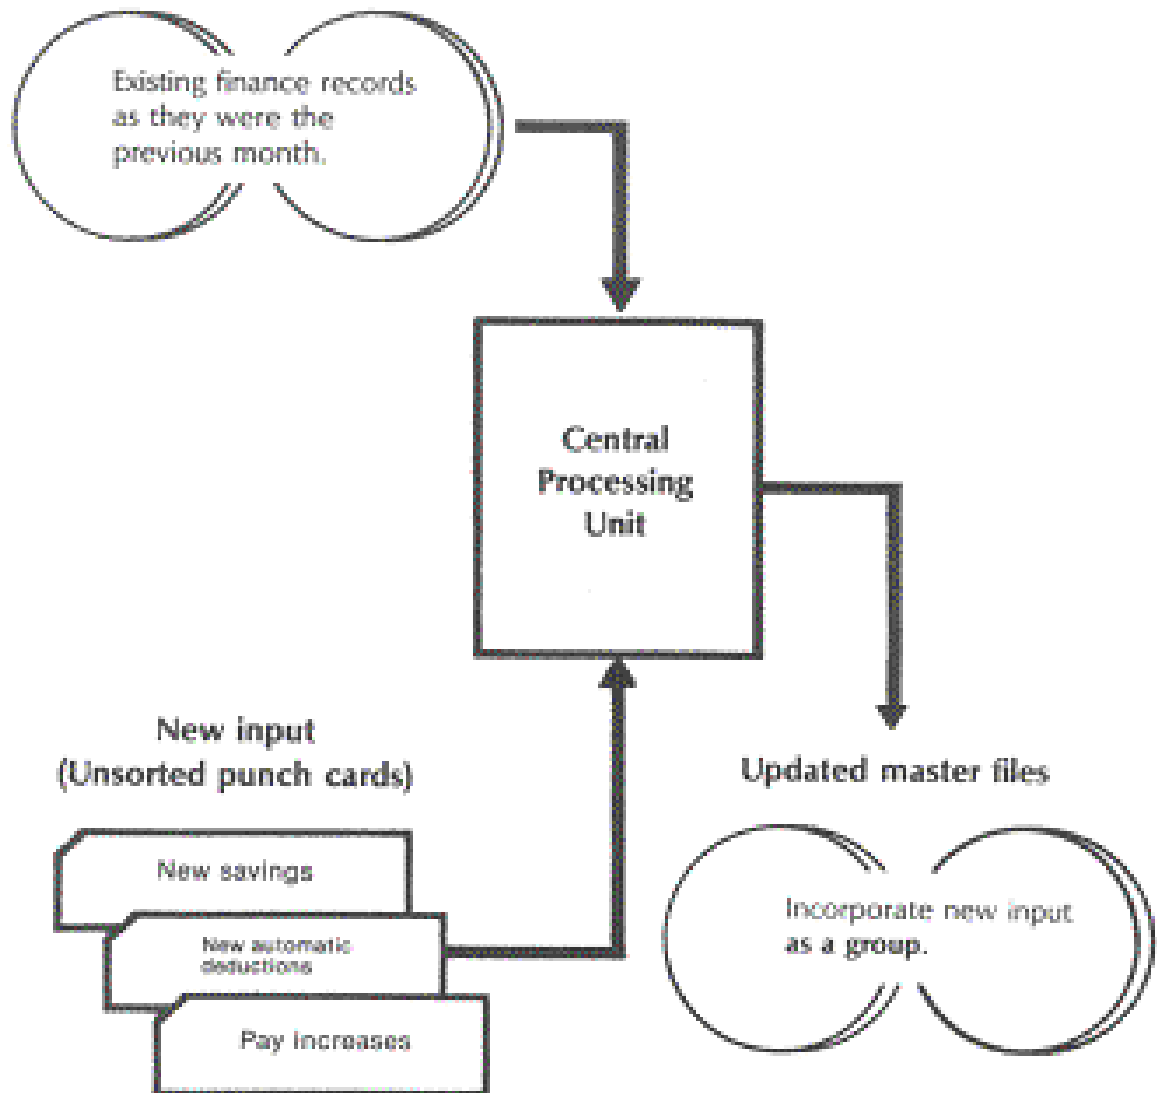 Existing finance records
as they were the
previous month.
Central
Processing
Unit
New input
(Unsorted punch cards)
New savings
New automatic
deductions
Pay increases
Updated master files
Incorporate new input
as a group.